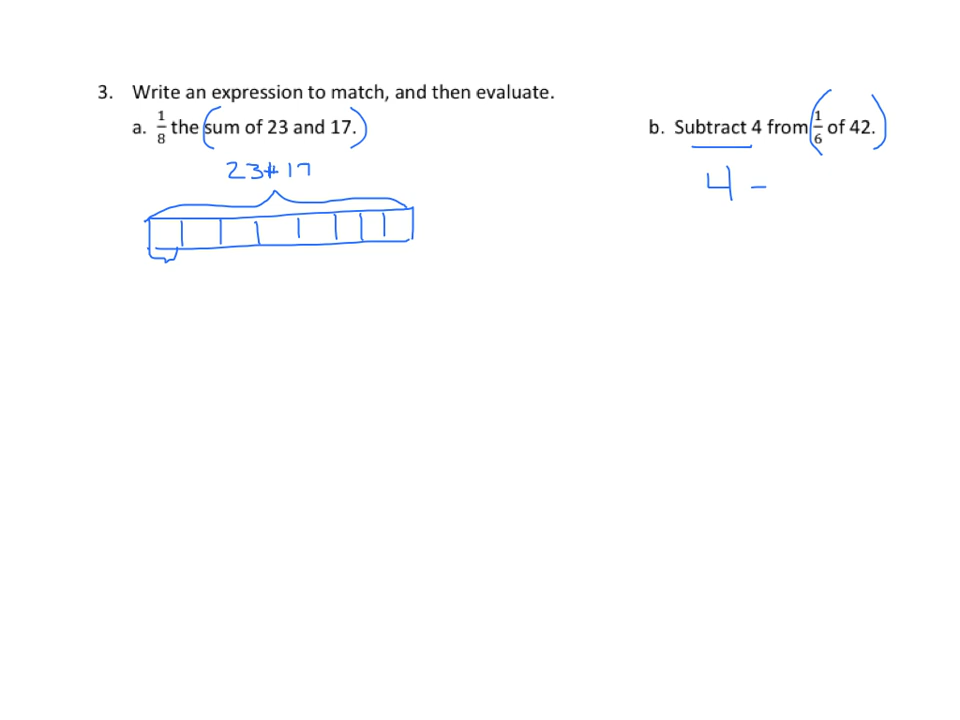 3. Write an expression to match, and then evaluate.
a. 1/8 the (sum of 23 and 17.)
b. Subtract 4 from (1/6 of 42.)
23+17
4 -